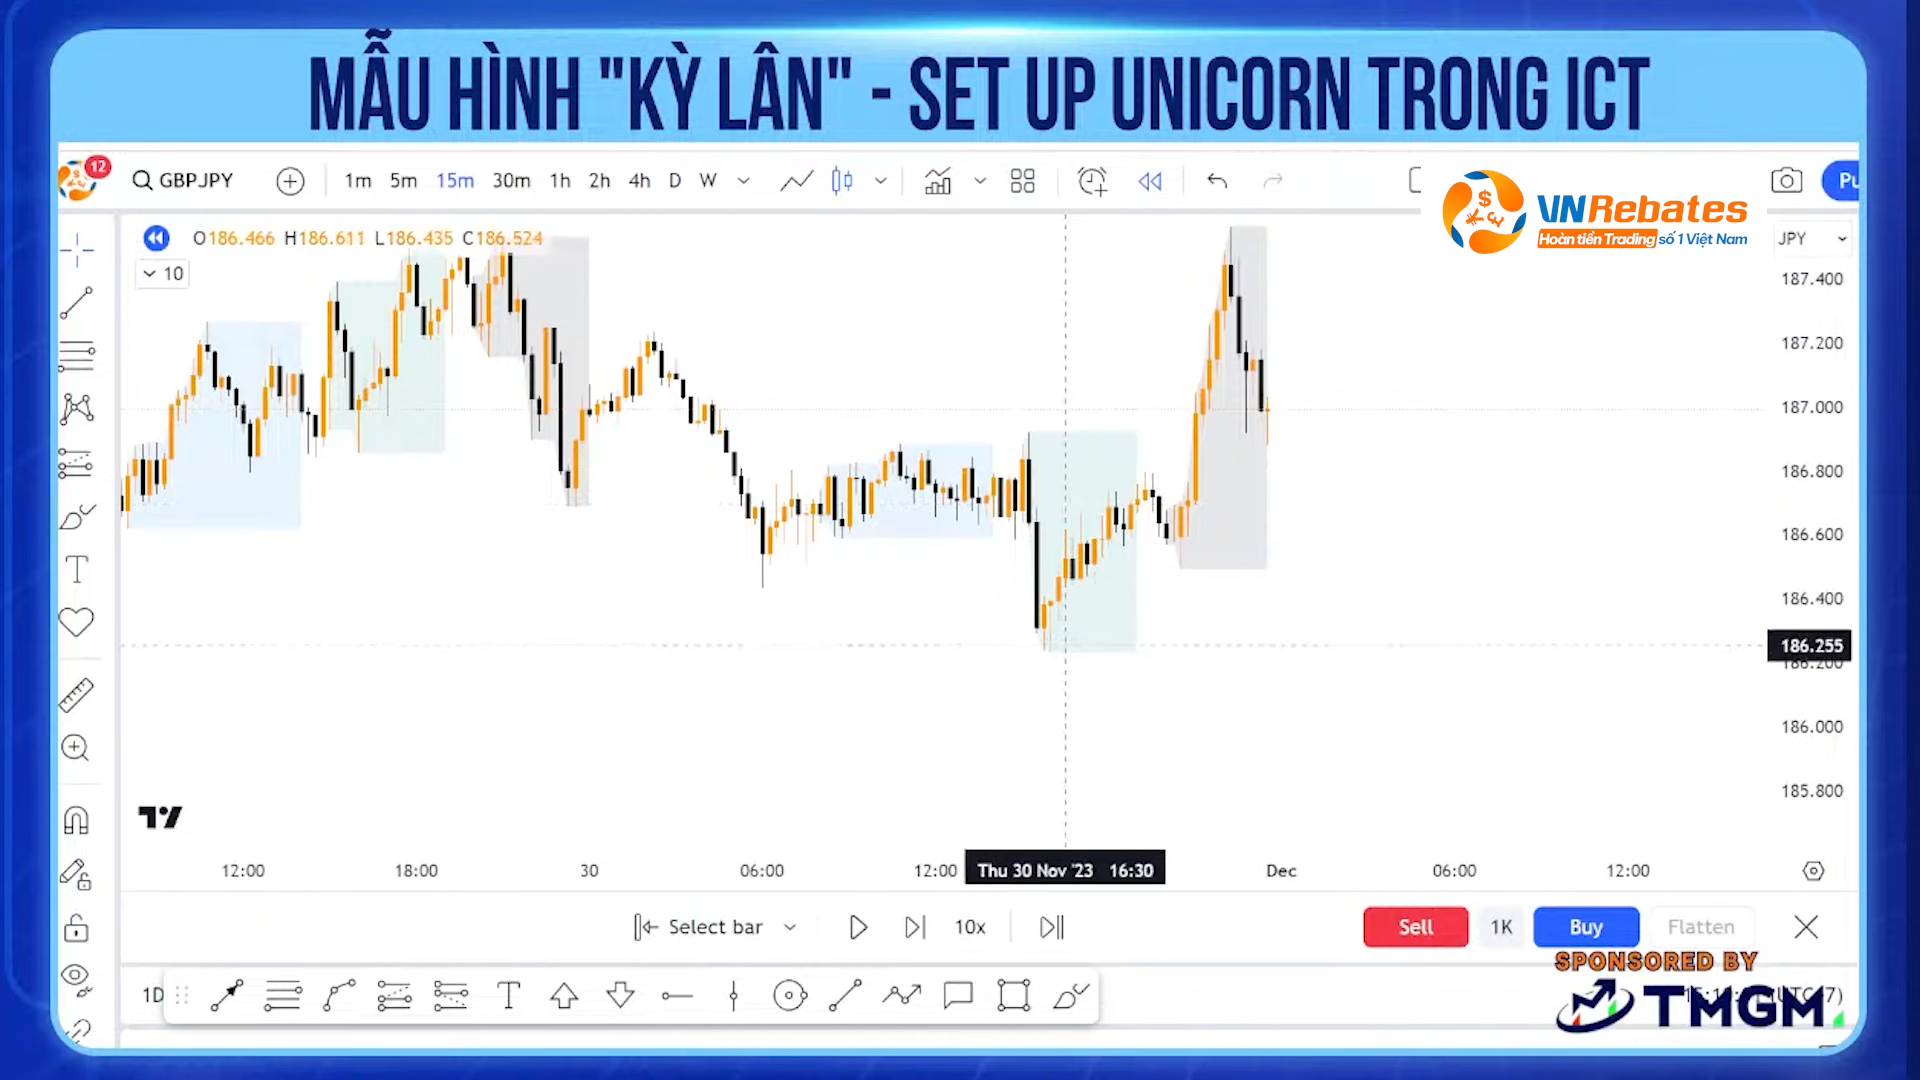 MẪU HÌNH "KỲ LÂN" - SET UP UNICORN TRONG ICT
12
GBPJPY
1m 5m 15m 30m 1h 2h 4h D W
Pu
VNRebates
Hoàn tiền Trading số 1 Việt Nam
O186.466 H186.611 L186.435 C186.524
JPY
10
187.400
187.200
187.000
186.800
186.600
186.400
186.255
186.200
186.000
185.800
12:00 18:00 30 06:00 12:00 Thu 30 Nov '23 16:30 Dec 06:00 12:00
Select bar 10x Sell 1K Buy Flatten
SPONSORED BY
1D
TMGM